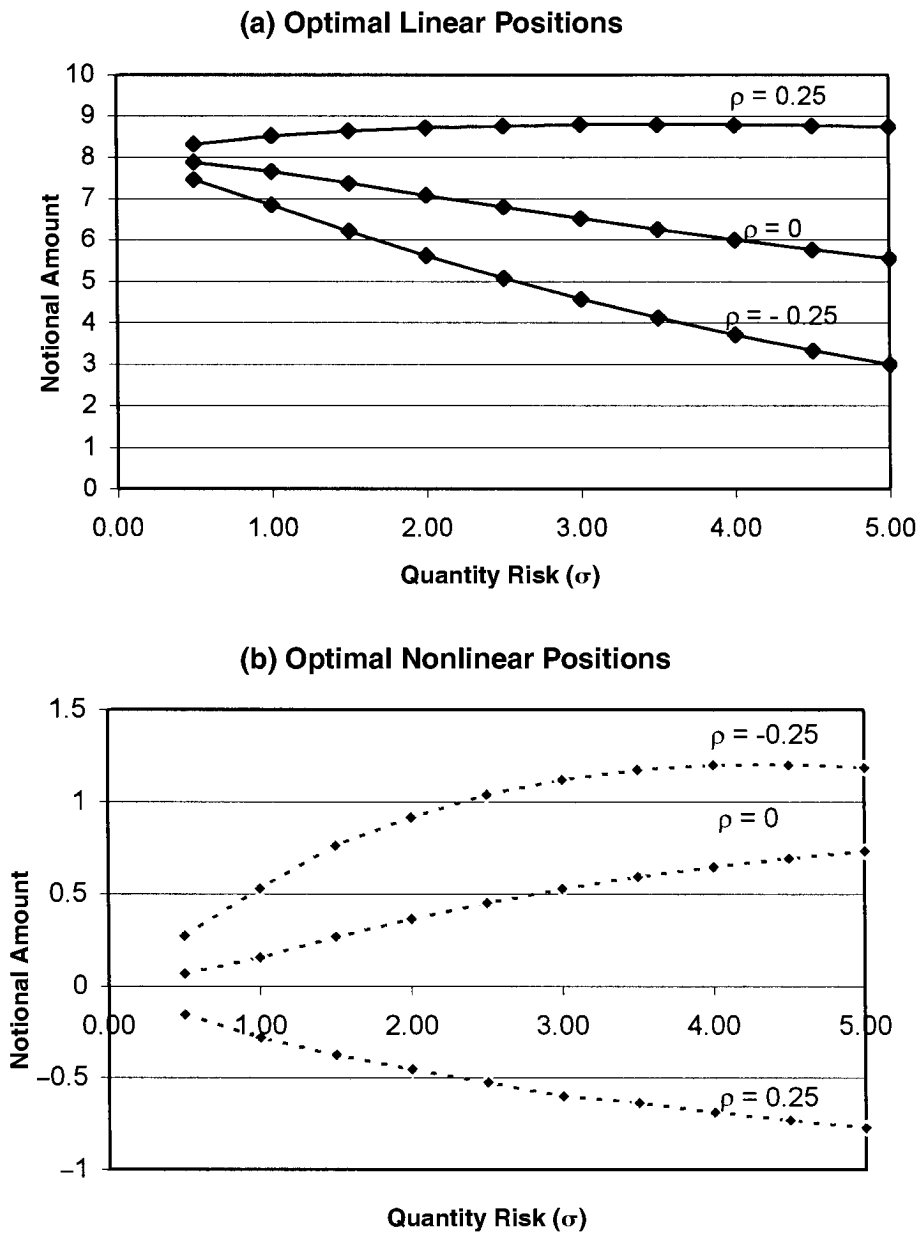 (a) Optimal Linear Positions
10
9
8
7
6
5
4
3
2
1
0
Notional Amount
ρ = 0.25
ρ = 0
ρ = - 0.25
0.00 1.00 2.00 3.00 4.00 5.00
Quantity Risk (σ)
(b) Optimal Nonlinear Positions
1.5
1
0.5
0
−0.5
−1
Notional Amount
ρ = -0.25
ρ = 0
0.00 1.00 2.00 3.00 4.00 5.00
ρ = 0.25
Quantity Risk (σ)